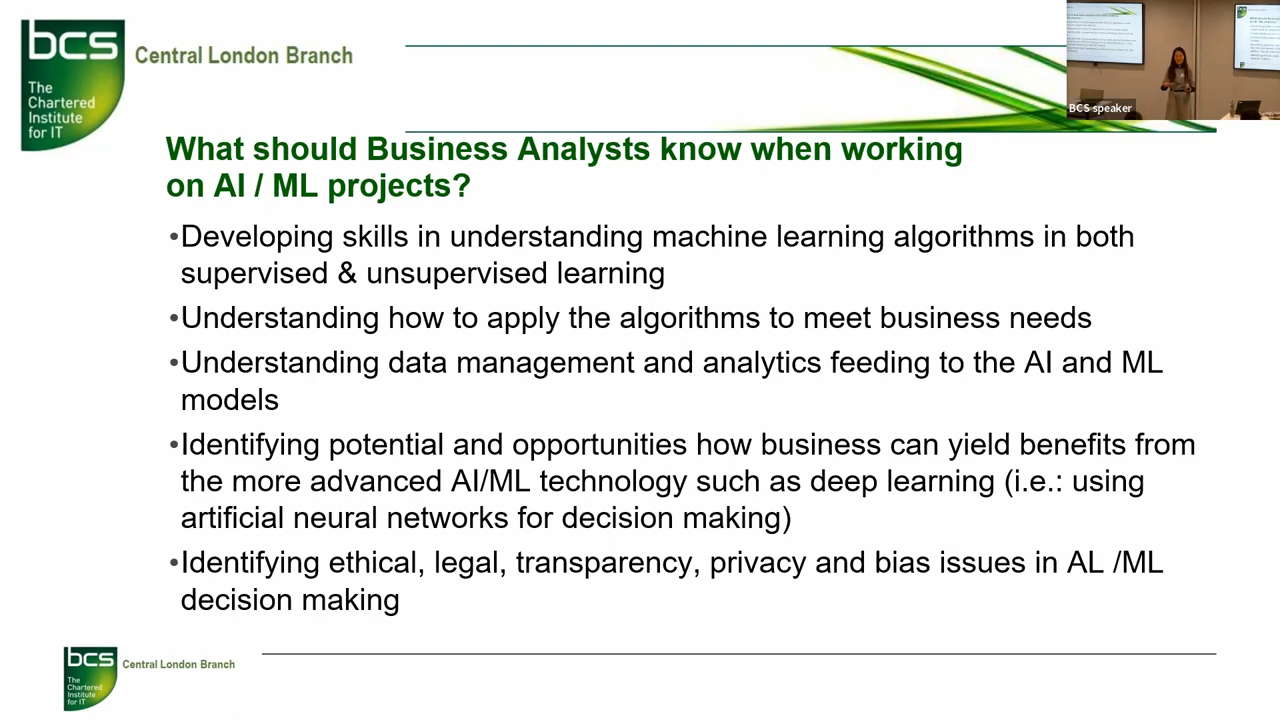 bcs
Central London Branch
The
Chartered
Institute
for IT
BCS speaker
What should Business Analysts know when working
on AI / ML projects?
•Developing skills in understanding machine learning algorithms in both
supervised & unsupervised learning
•Understanding how to apply the algorithms to meet business needs
•Understanding data management and analytics feeding to the AI and ML
models
•Identifying potential and opportunities how business can yield benefits from
the more advanced AI/ML technology such as deep learning (i.e.: using
artificial neural networks for decision making)
•Identifying ethical, legal, transparency, privacy and bias issues in AL /ML
decision making
bcs
Central London Branch
The
Chartered
Institute
for IT